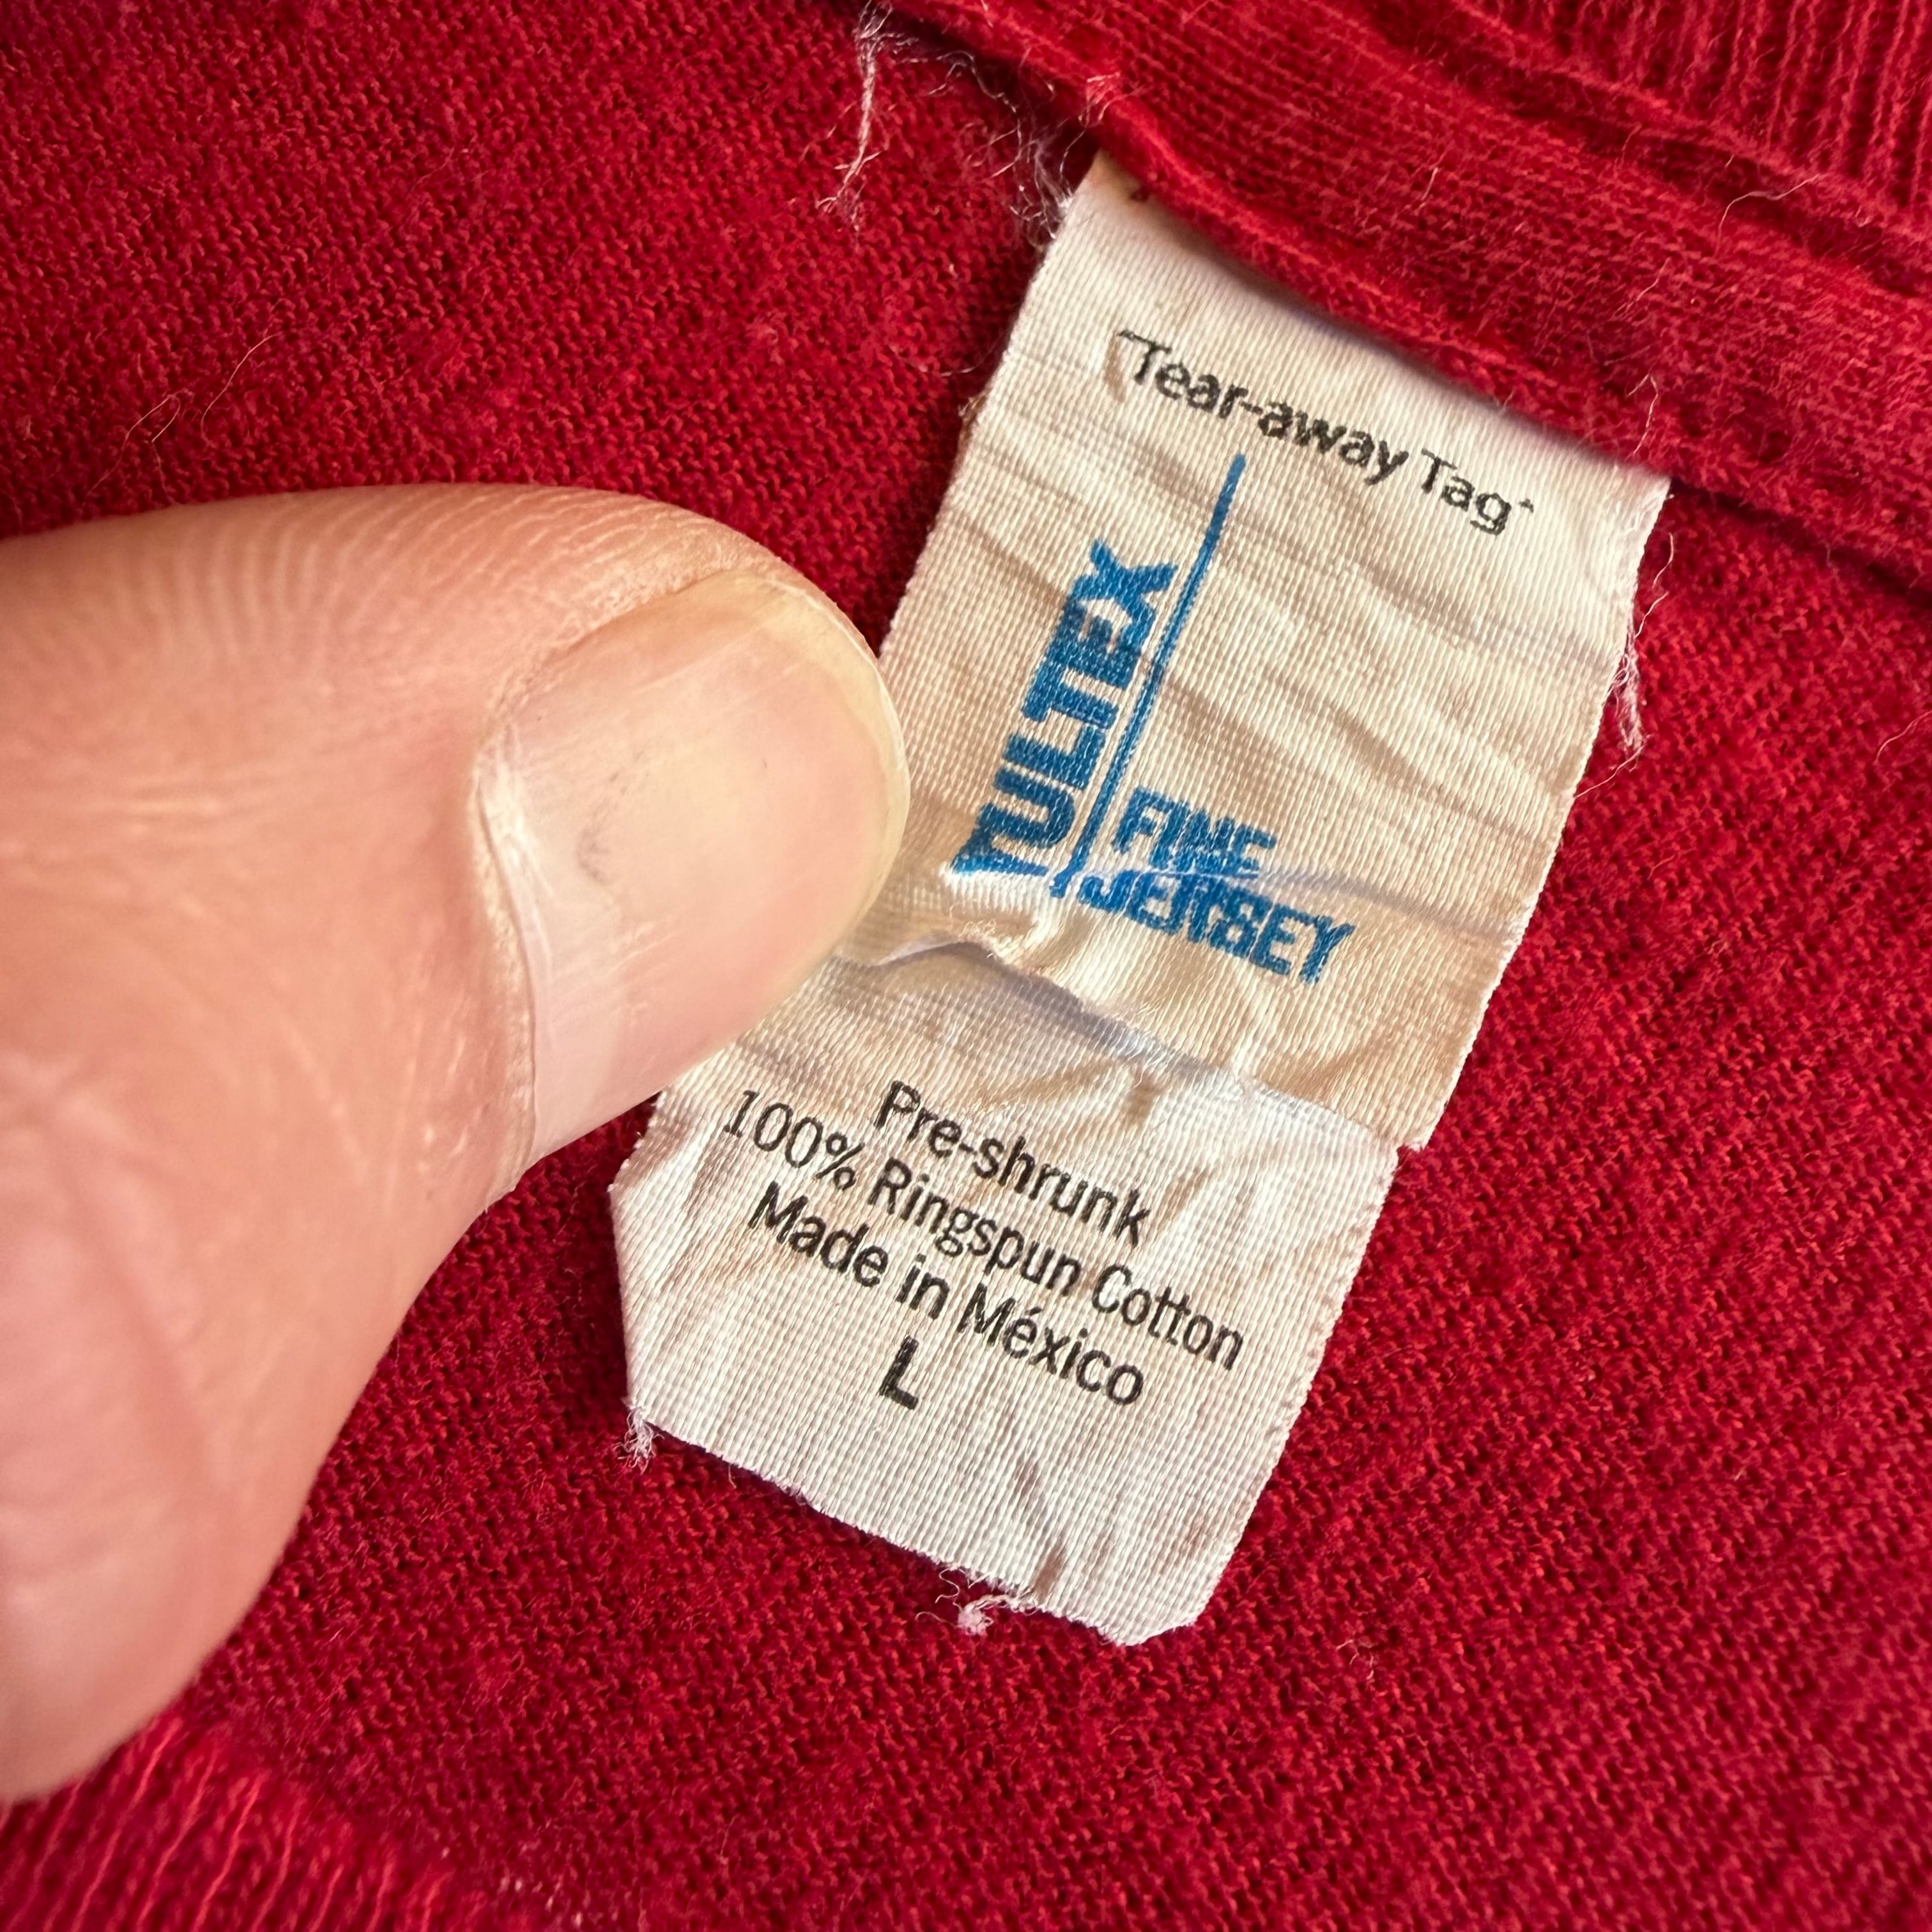 "Tear-away Tag"
TULTEX
FINE
JERSEY
Pre-shrunk
100% Ringspun Cotton
Made in México
L